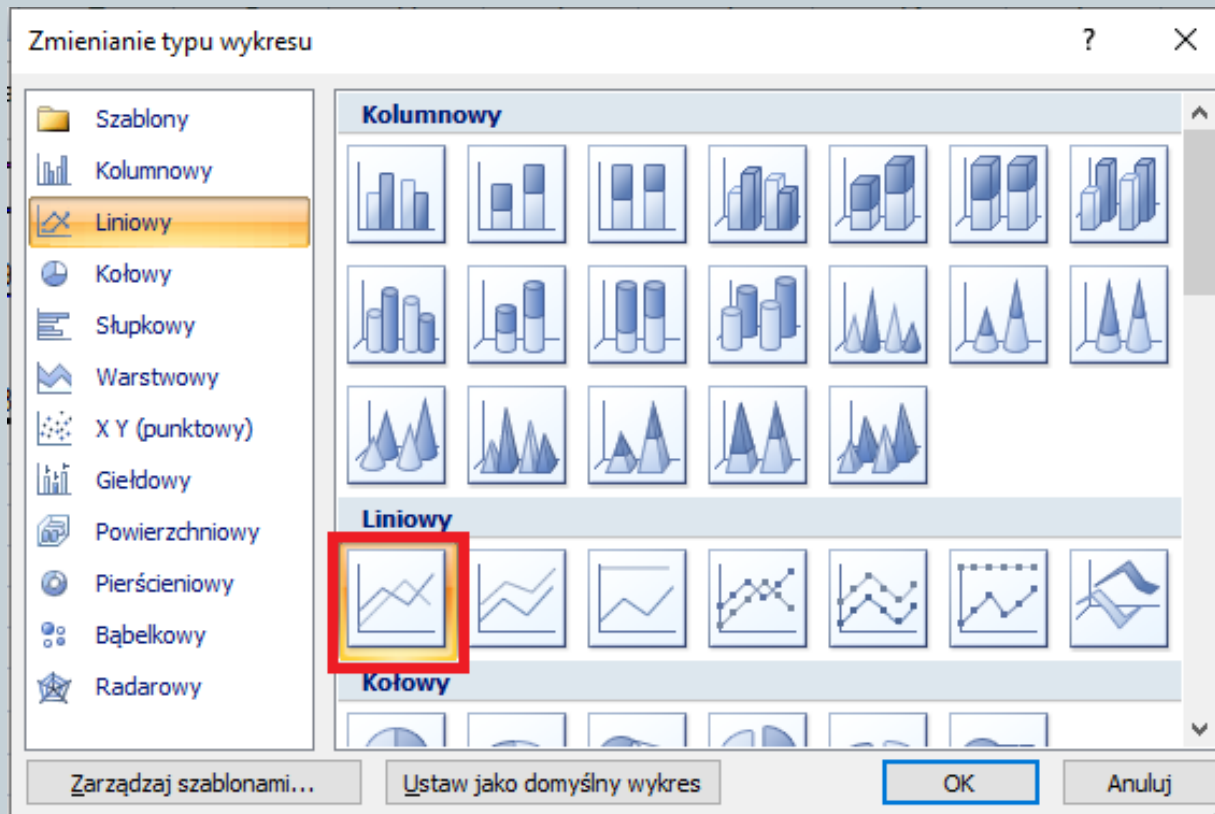 Zmienianie typu wykresu
?
Szablony
Kolumnowy
Liniowy
Kołowy
Słupkowy
Warstwowy
X Y (punktowy)
Giełdowy
Powierzchniowy
Pierścieniowy
Bąbelkowy
Radarowy
Kolumnowy
Liniowy
Kołowy
Zarządzaj szablonami...
Ustaw jako domyślny wykres
OK
Anuluj